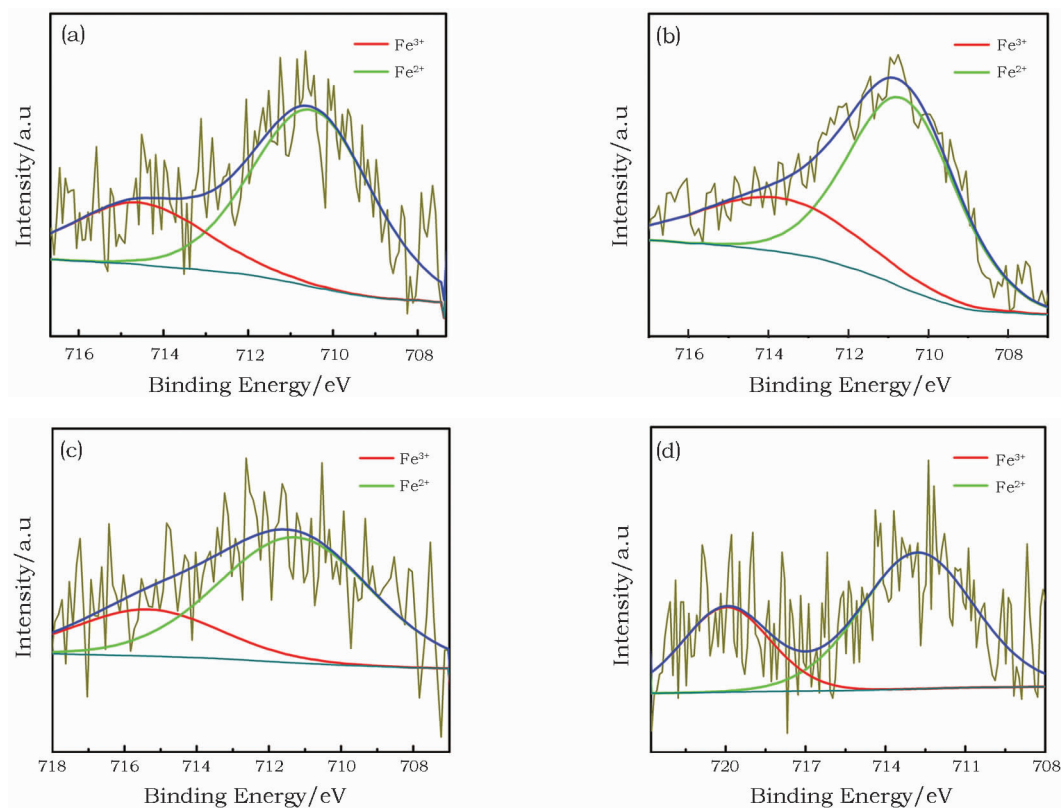 (a)
Fe³⁺
Fe²⁺
Intensity/a.u
716 714 712 710 708
Binding Energy/eV
(b)
Fe³⁺
Fe²⁺
Intensity/a.u
716 714 712 710 708
Binding Energy/eV
(c)
Fe³⁺
Fe²⁺
Intensity/a.u
718 716 714 712 710 708
Binding Energy/eV
(d)
Fe³⁺
Fe²⁺
Intensity/a.u
720 717 714 711 708
Binding Energy/eV